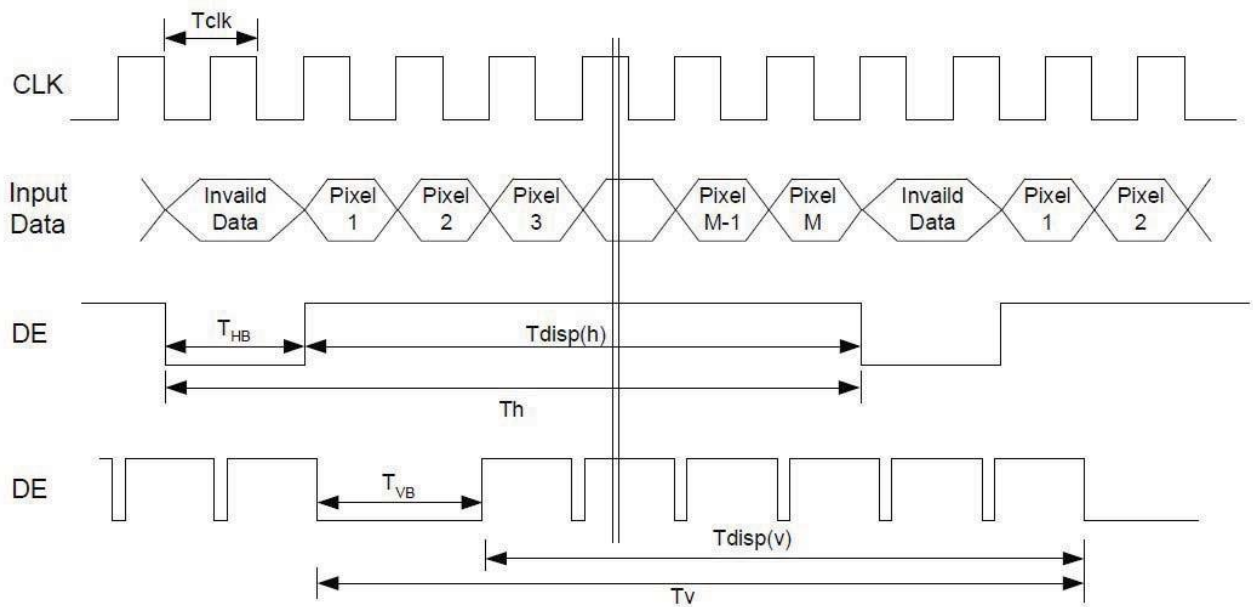 Tclk
CLK
Input
Data
Invaild
Data
Pixel
1
Pixel
2
Pixel
3
Pixel
M-1
Pixel
M
Invaild
Data
Pixel
1
Pixel
2
DE
THB
Tdisp(h)
Th
DE
TVB
Tdisp(v)
Tv